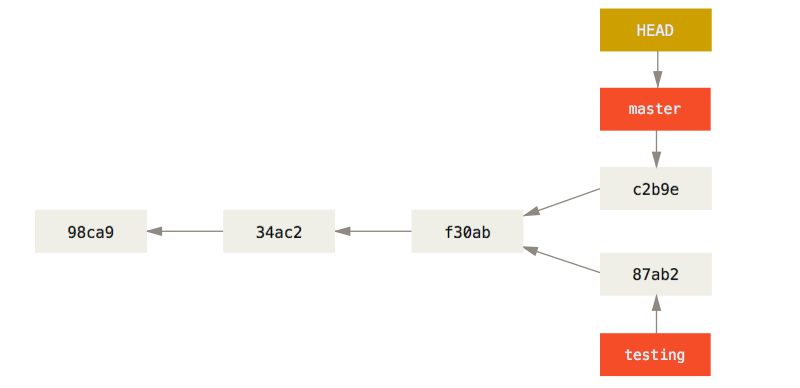 HEAD
master
c2b9e
98ca9
34ac2
f30ab
87ab2
testing